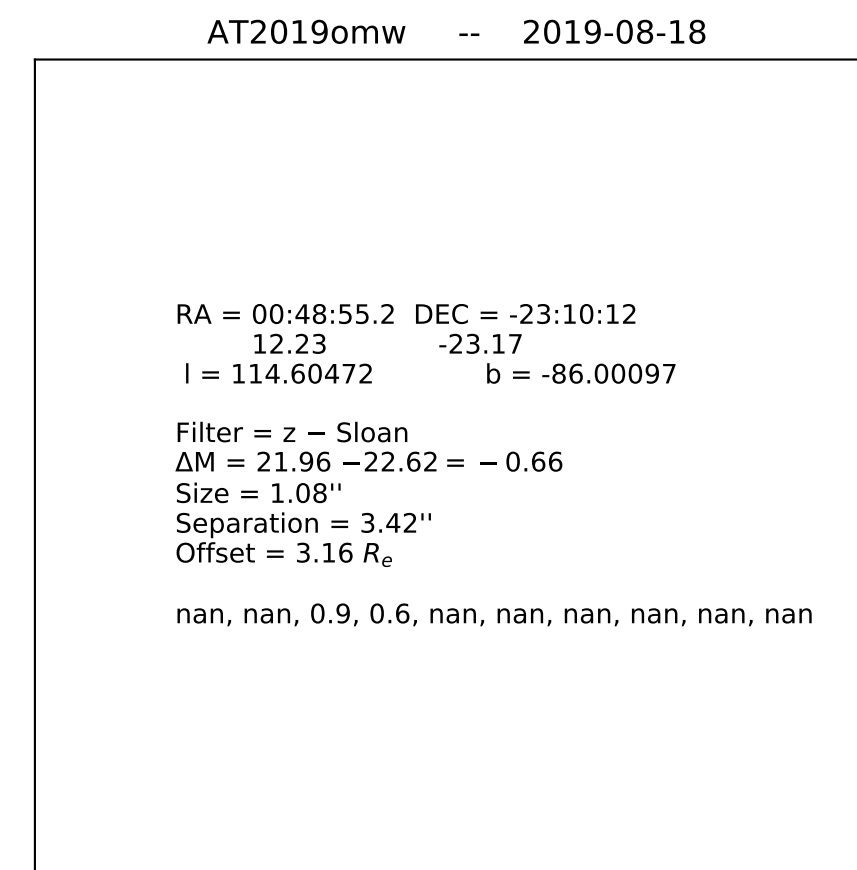 AT2019omw -- 2019-08-18
RA = 00:48:55.2 DEC = -23:10:12
12.23 -23.17
l = 114.60472 b = -86.00097
Filter = z − Sloan
ΔM = 21.96 −22.62 = − 0.66
Size = 1.08''
Separation = 3.42''
Offset = 3.16 Re
nan, nan, 0.9, 0.6, nan, nan, nan, nan, nan, nan